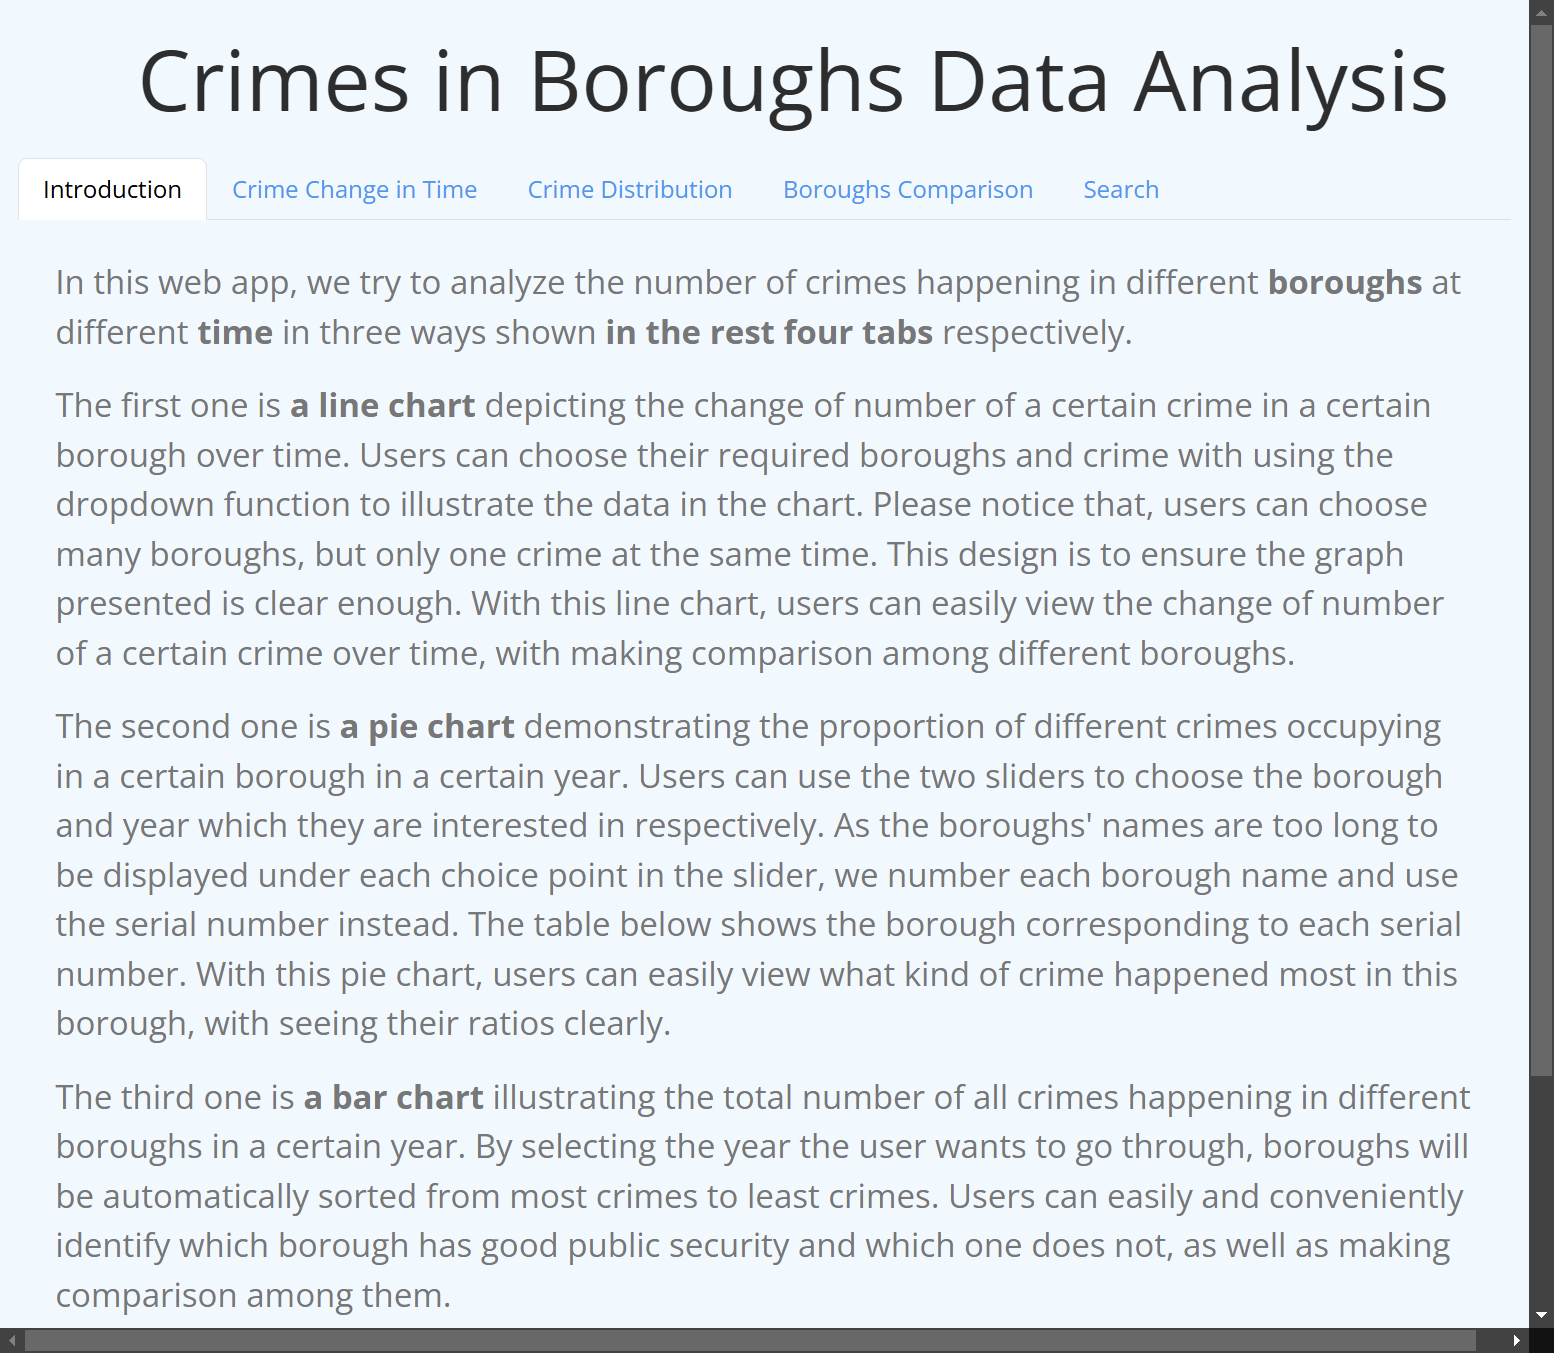 Crimes in Boroughs Data Analysis
Introduction
Crime Change in Time
Crime Distribution
Boroughs Comparison
Search
In this web app, we try to analyze the number of crimes happening in different boroughs at
different time in three ways shown in the rest four tabs respectively.
The first one is a line chart depicting the change of number of a certain crime in a certain
borough over time. Users can choose their required boroughs and crime with using the
dropdown function to illustrate the data in the chart. Please notice that, users can choose
many boroughs, but only one crime at the same time. This design is to ensure the graph
presented is clear enough. With this line chart, users can easily view the change of number
of a certain crime over time, with making comparison among different boroughs.
The second one is a pie chart demonstrating the proportion of different crimes occupying
in a certain borough in a certain year. Users can use the two sliders to choose the borough
and year which they are interested in respectively. As the boroughs' names are too long to
be displayed under each choice point in the slider, we number each borough name and use
the serial number instead. The table below shows the borough corresponding to each serial
number. With this pie chart, users can easily view what kind of crime happened most in this
borough, with seeing their ratios clearly.
The third one is a bar chart illustrating the total number of all crimes happening in different
boroughs in a certain year. By selecting the year the user wants to go through, boroughs will
be automatically sorted from most crimes to least crimes. Users can easily and conveniently
identify which borough has good public security and which one does not, as well as making
comparison among them.